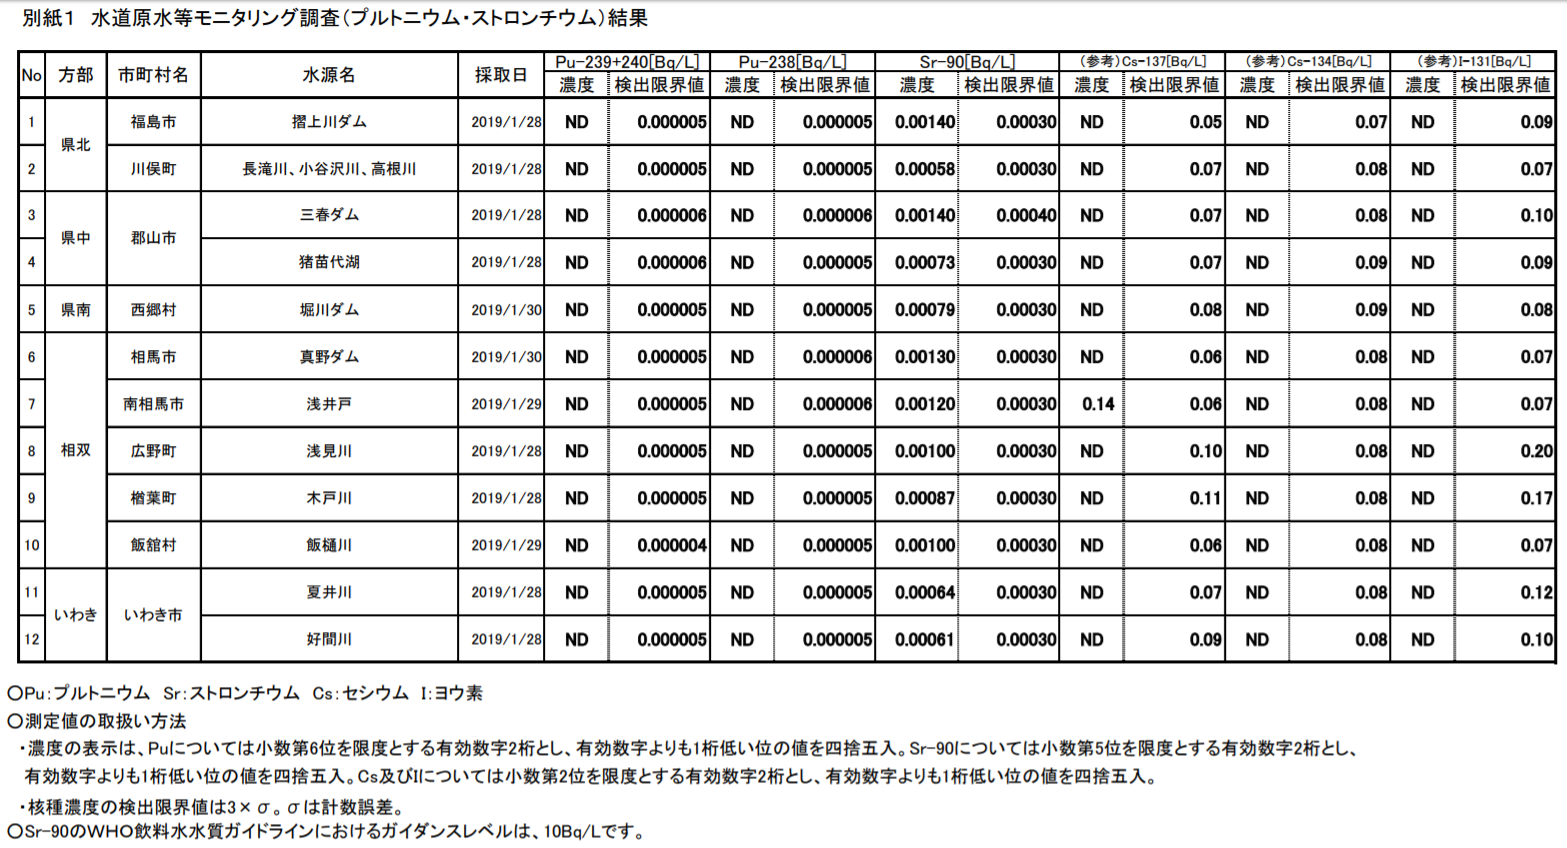 別紙1 水道原水等モニタリング調査(プルトニウム・ストロンチウム)結果
No 方部 市町村名 水源名 採取日 Pu-239+240[Bq/L] Pu-238[Bq/L] Sr-90[Bq/L] (参考)Cs-137[Bq/L] (参考)Cs-134[Bq/L] (参考)I-131[Bq/L]
濃度 検出限界値 濃度 検出限界値 濃度 検出限界値 濃度 検出限界値 濃度 検出限界値 濃度 検出限界値
1 県北 福島市 摺上川ダム 2019/1/28 ND 0.000005 ND 0.000005 0.00140 0.00030 ND 0.05 ND 0.07 ND 0.09
2 川俣町 長滝川、小谷沢川、高根川 2019/1/28 ND 0.000005 ND 0.000005 0.00058 0.00030 ND 0.07 ND 0.08 ND 0.07
3 県中 郡山市 三春ダム 2019/1/28 ND 0.000006 ND 0.000006 0.00140 0.00040 ND 0.07 ND 0.08 ND 0.10
4 猪苗代湖 2019/1/28 ND 0.000006 ND 0.000005 0.00073 0.00030 ND 0.07 ND 0.09 ND 0.09
5 県南 西郷村 堀川ダム 2019/1/30 ND 0.000005 ND 0.000005 0.00079 0.00030 ND 0.08 ND 0.09 ND 0.08
6 相双 相馬市 真野ダム 2019/1/30 ND 0.000005 ND 0.000006 0.00130 0.00030 ND 0.06 ND 0.08 ND 0.07
7 南相馬市 浅井戸 2019/1/29 ND 0.000005 ND 0.000006 0.00120 0.00030 0.14 0.06 ND 0.08 ND 0.07
8 広野町 浅見川 2019/1/28 ND 0.000005 ND 0.000005 0.00100 0.00030 ND 0.10 ND 0.08 ND 0.20
9 楢葉町 木戸川 2019/1/28 ND 0.000005 ND 0.000005 0.00087 0.00030 ND 0.11 ND 0.08 ND 0.17
10 飯舘村 飯樋川 2019/1/29 ND 0.000004 ND 0.000005 0.00100 0.00030 ND 0.06 ND 0.08 ND 0.07
11 いわき いわき市 夏井川 2019/1/28 ND 0.000005 ND 0.000005 0.00064 0.00030 ND 0.07 ND 0.08 ND 0.12
12 好間川 2019/1/28 ND 0.000005 ND 0.000005 0.00061 0.00030 ND 0.09 ND 0.08 ND 0.10
○Pu:プルトニウム Sr:ストロンチウム Cs:セシウム I:ヨウ素
○測定値の取扱い方法
・濃度の表示は、Puについては小数第6位を限度とする有効数字2桁とし、有効数字よりも1桁低い位の値を四捨五入。Sr-90については小数第5位を限度とする有効数字2桁とし、
有効数字よりも1桁低い位の値を四捨五入。Cs及びIについては小数第2位を限度とする有効数字2桁とし、有効数字よりも1桁低い位の値を四捨五入。
・核種濃度の検出限界値は3×σ。σは計数誤差。
○Sr-90のWHO飲料水水質ガイドラインにおけるガイダンスレベルは、10Bq/Lです。